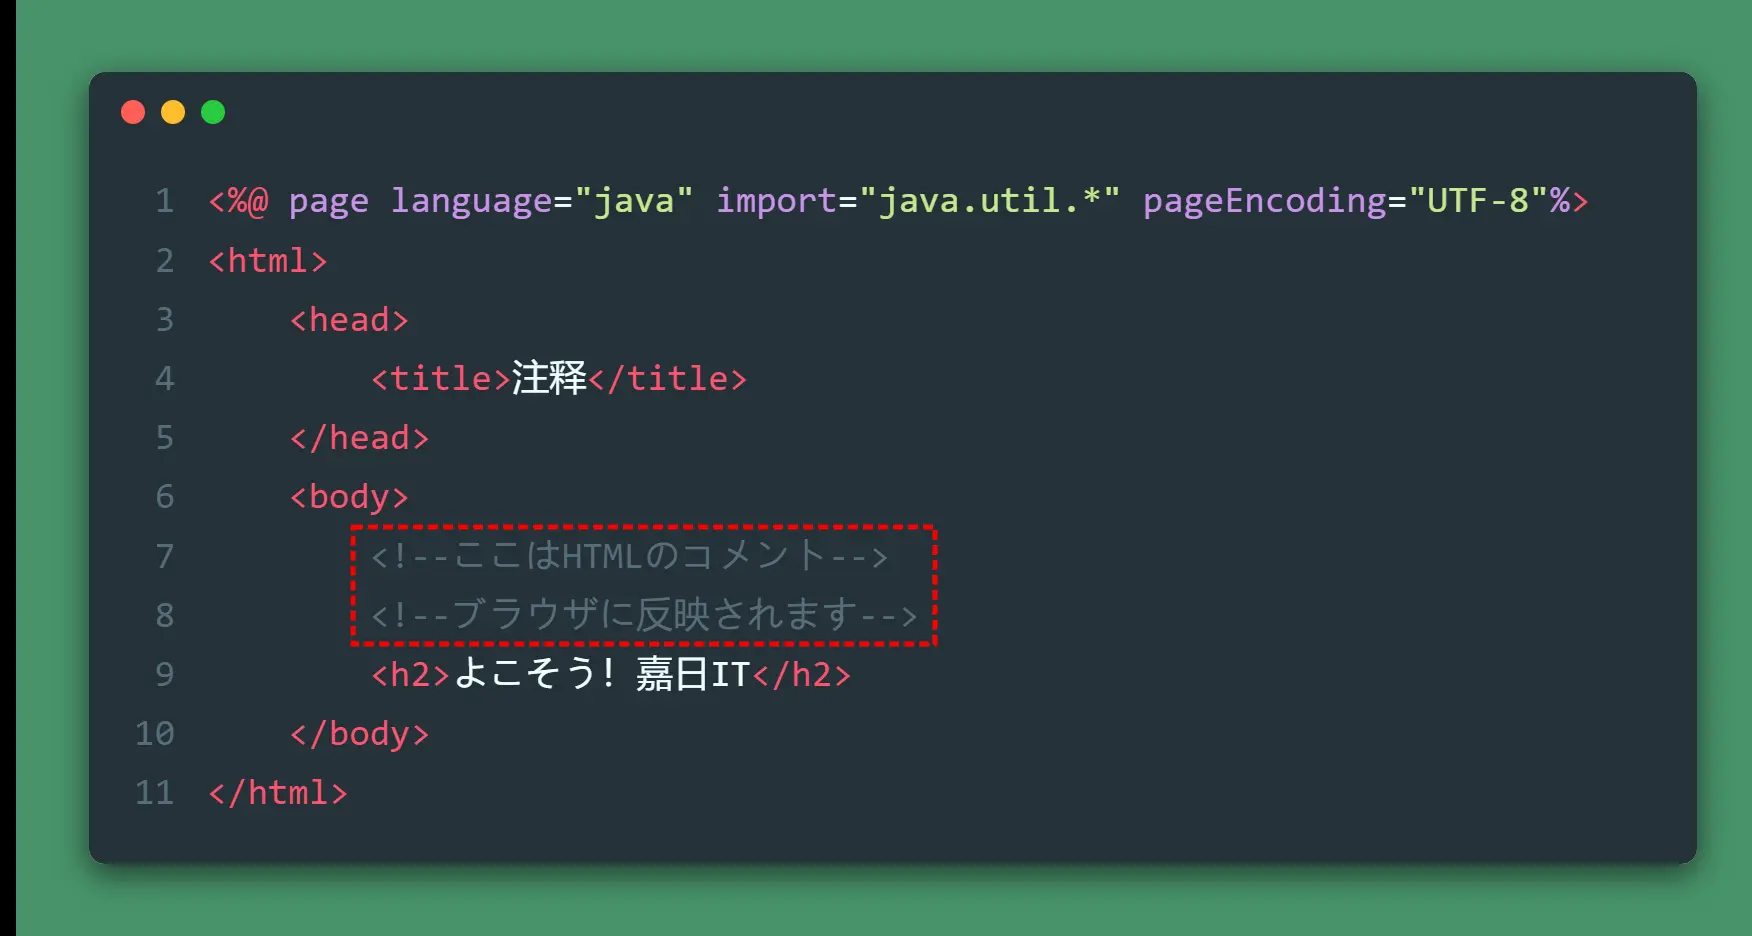 1 <%@ page language="java" import="java.util.*" pageEncoding="UTF-8"%>
2 <html>
3 <head>
4 <title>注释</title>
5 </head>
6 <body>
7 <!--ここはHTMLのコメント-->
8 <!--ブラウザに反映されます-->
9 <h2>よこそう! 嘉日IT</h2>
10 </body>
11 </html>